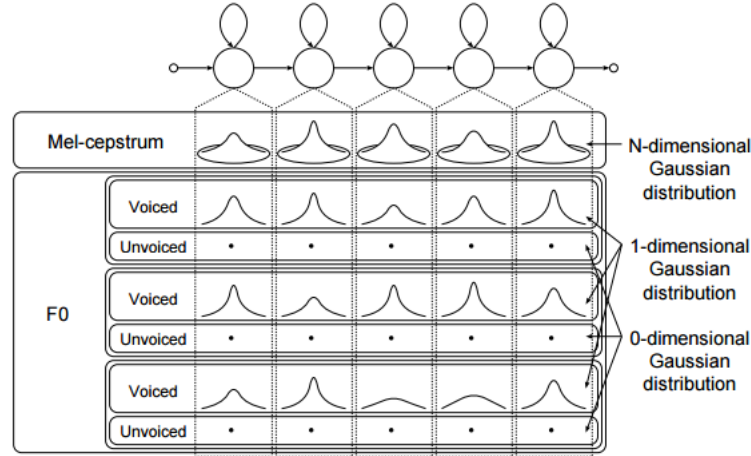 Mel-cepstrum
N-dimensional
Gaussian
distribution
F0
Voiced
Unvoiced
1-dimensional
Gaussian
distribution
Voiced
Unvoiced
0-dimensional
Gaussian
distribution
Voiced
Unvoiced